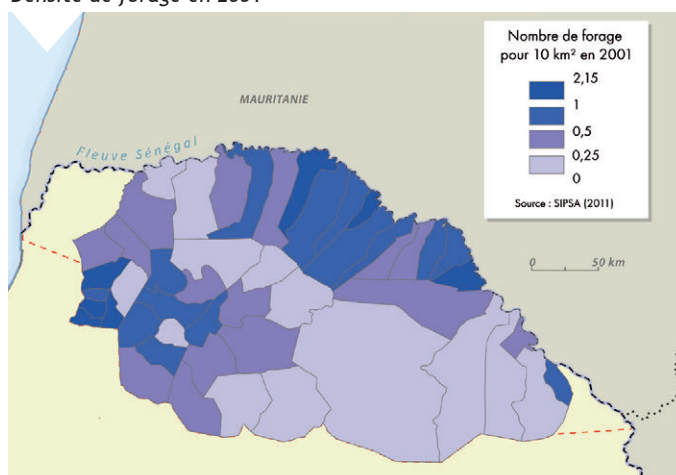 Densité de forage en 2001
Nombre de forage
pour 10 km² en 2001
2,15
1
0,5
0,25
0
Source : SIPSA (2011)
MAURITANIE
Fleuve Sénégal
0 50 km